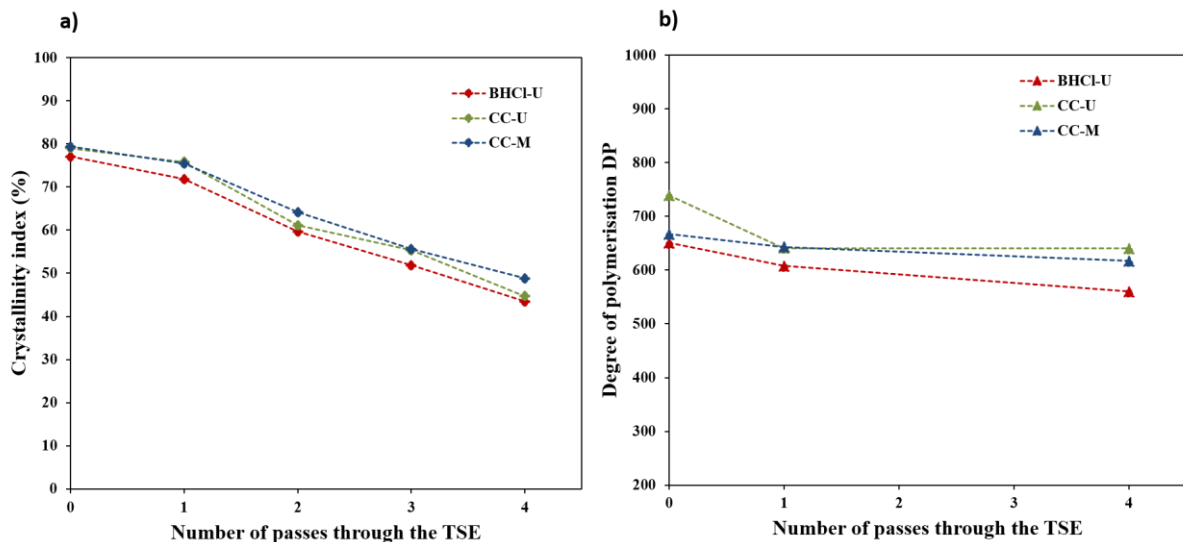 a)
Crystallinity index (%)
100
90
80
70
60
50
40
30
20
10
0
0 1 2 3 4
Number of passes through the TSE
BHCl-U
CC-U
CC-M
b)
Degree of polymerisation DP
1000
900
800
700
600
500
400
300
200
0 1 2 3 4
Number of passes through the TSE
BHCl-U
CC-U
CC-M